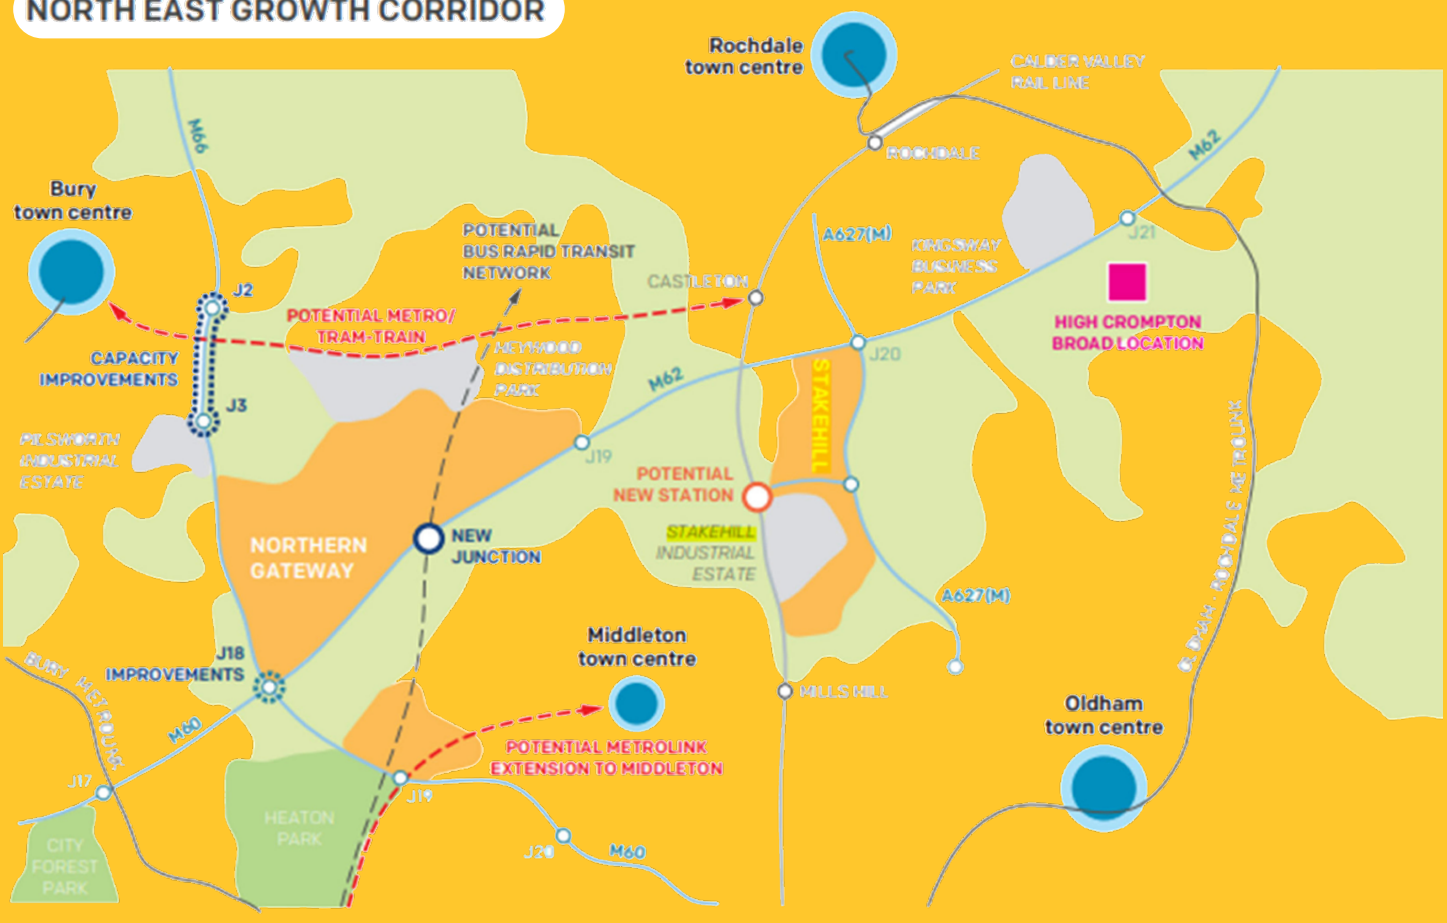 NORTH EAST GROWTH CORRIDOR
Rochdale
town centre
CALDER VALLEY
RAIL LINE
M66
M62
ROCHDALE
Bury
town centre
POTENTIAL
BUS RAPID TRANSIT
NETWORK
A627(M)
J21
KINGSWAY
BUSINESS
PARK
CASTLETON
J2
POTENTIAL METRO/
TRAM-TRAIN
HIGH CROMPTON
BROAD LOCATION
CAPACITY
IMPROVEMENTS
HEYWOOD
DISTRIBUTION
PARK
J20
M62
STAKEHILL
J3
PILSWORTH
INDUSTRIAL
ESTATE
J19
POTENTIAL
NEW STATION
NEW
JUNCTION
STAKEHILL
INDUSTRIAL
ESTATE
NORTHERN
GATEWAY
A627(M)
Middleton
town centre
J18
IMPROVEMENTS
BURY METROLINK
MILLS HILL
Oldham
town centre
M60
POTENTIAL METROLINK
EXTENSION TO MIDDLETON
J17
J19
HEATON
PARK
CITY
FOREST
PARK
J20
M60